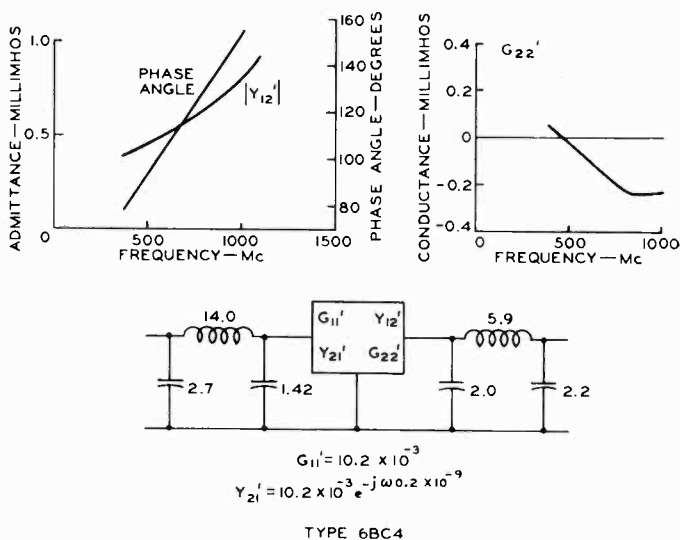 ADMITTANCE—MILLIMHOS
1.0
0.5
0
PHASE
ANGLE
|Y12'|
160
140
120
100
80
PHASE ANGLE—DEGREES
500
1000
1500
FREQUENCY—Mc
CONDUCTANCE—MILLIMHOS
G22'
0.4
0.2
0
-0.2
-0.4
0
500
1000
FREQUENCY—Mc
14.0
2.7
1.42
G11' Y12'
Y21' G22'
5.9
2.0
2.2
G11' = 10.2 x 10^-3
Y21' = 10.2 x 10^-3 e^-jω0.2 x 10^-9
TYPE 6BC4